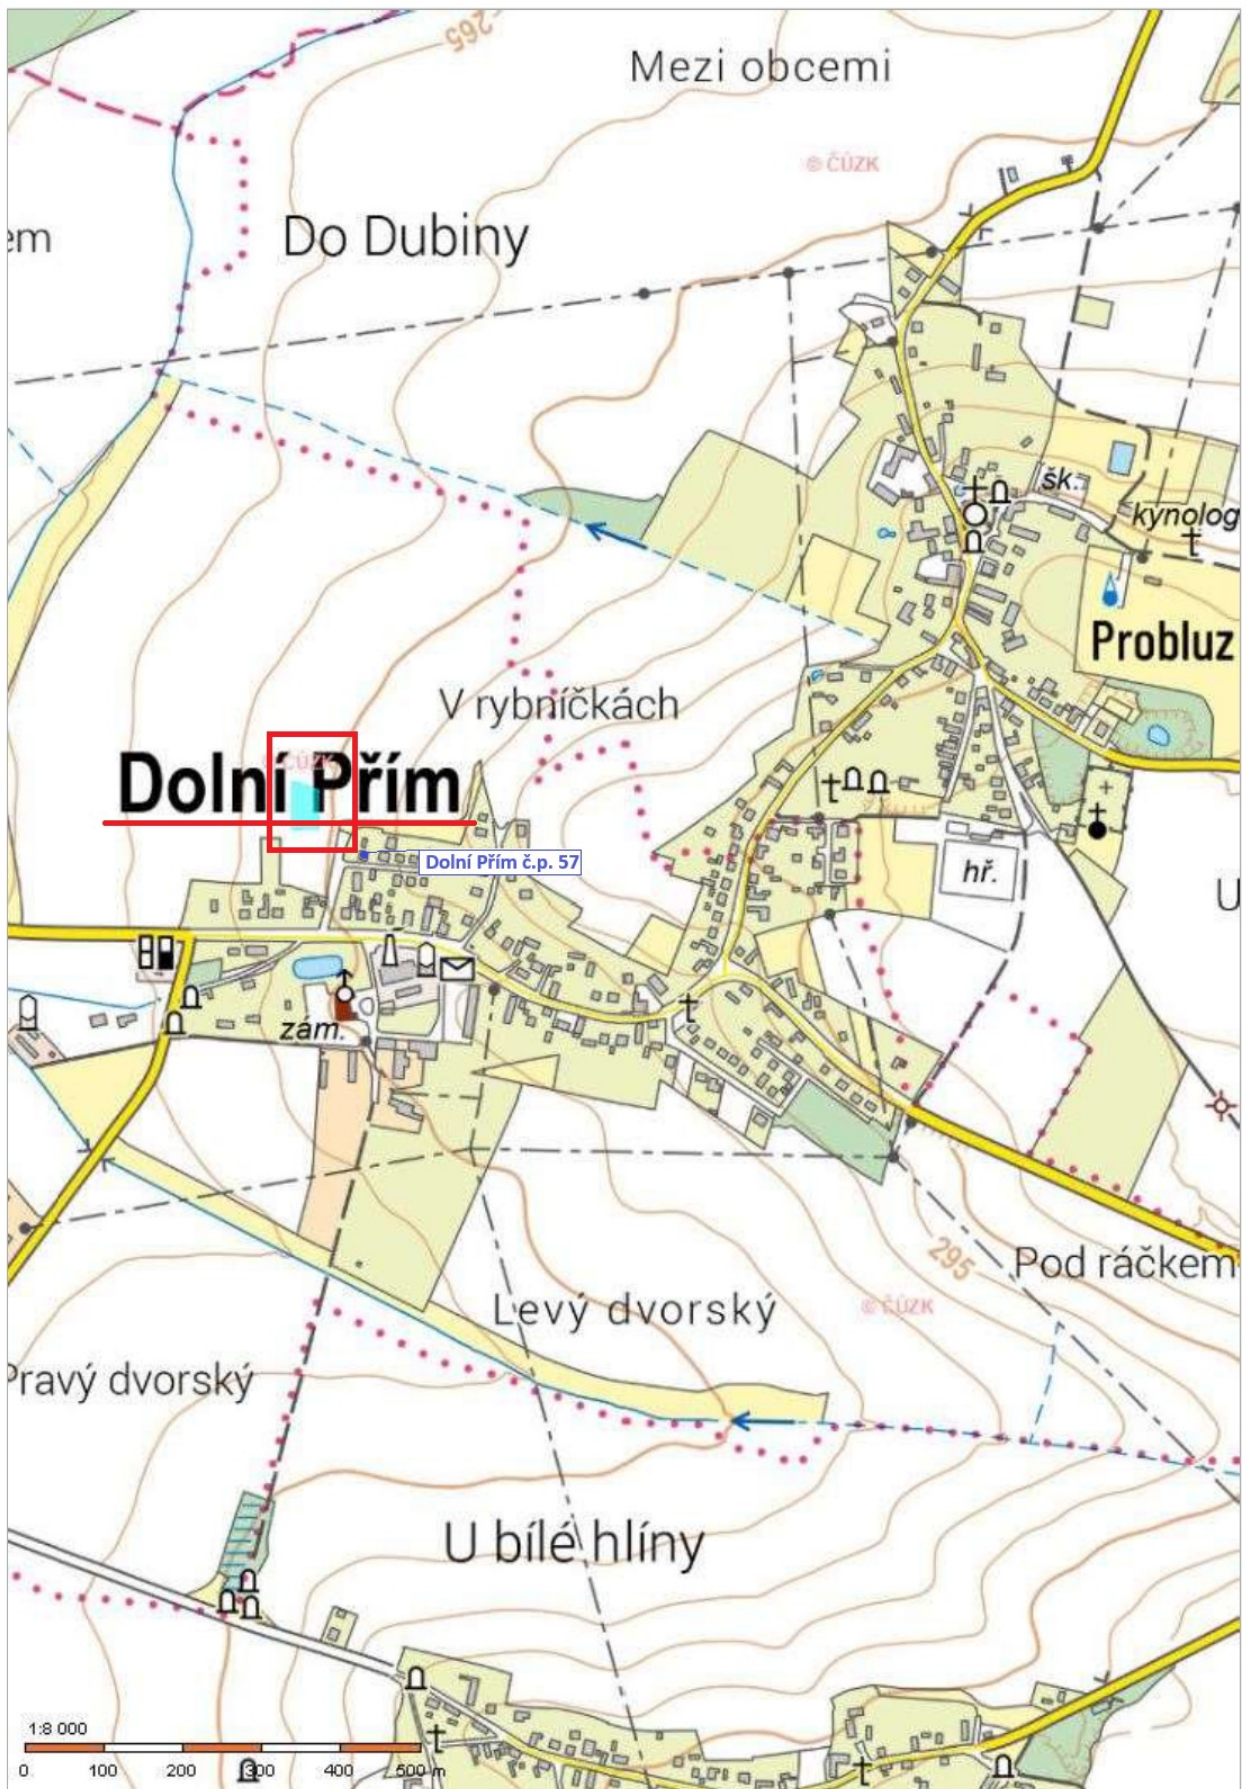 265
Mezi obcemi
© ČÚZK
Do Dubiny
em
šk.
kynolog
Probluz
V rybníčkách
ČÚZK
Dolní Přím
Dolní Přím č.p. 57
hř.
U
zám.
295
Pod ráčkem
Levý dvorský
© ČÚZK
Pravý dvorský
U bílé hlíny
1:8 000
0 100 200 300 400 500 m